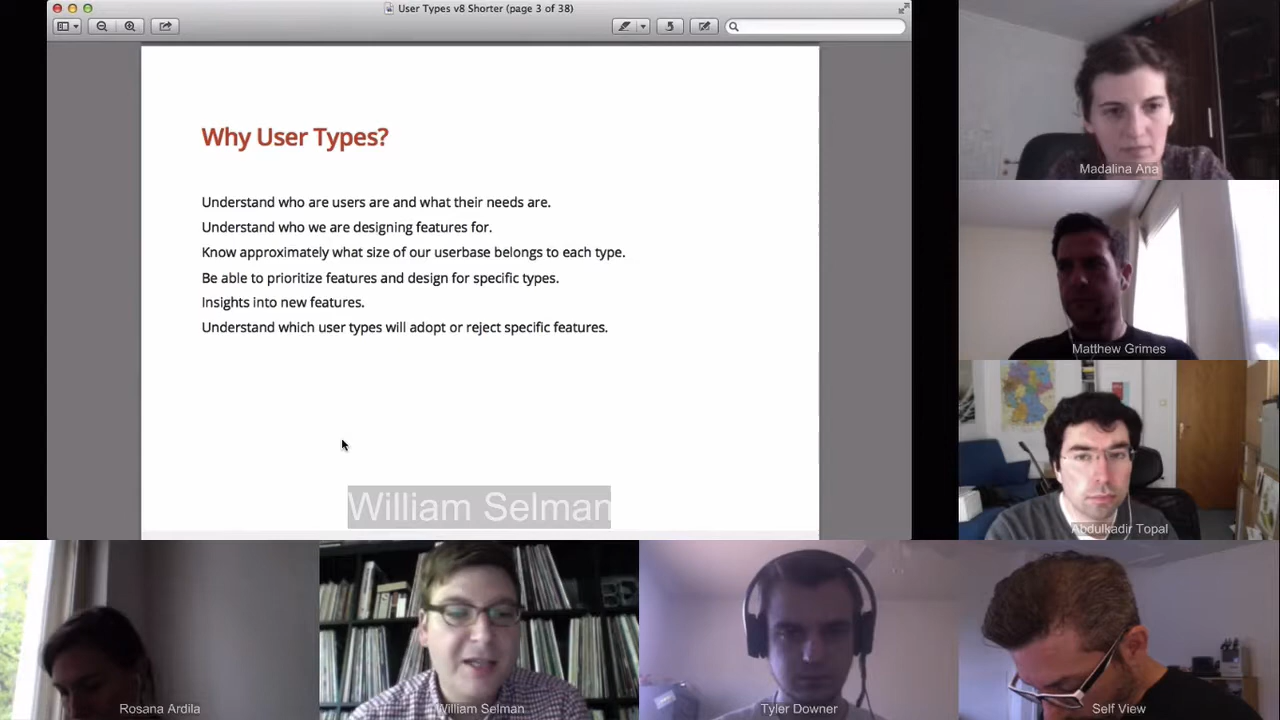 User Types v8 Shorter (page 3 of 38)
Why User Types?
Understand who are users are and what their needs are.
Understand who we are designing features for.
Know approximately what size of our userbase belongs to each type.
Be able to prioritize features and design for specific types.
Insights into new features.
Understand which user types will adopt or reject specific features.
William Selman
Madalina Ana
Matthew Grimes
Abdulkadir Topal
Rosana Ardila
William Selman
Tyler Downer
Self View